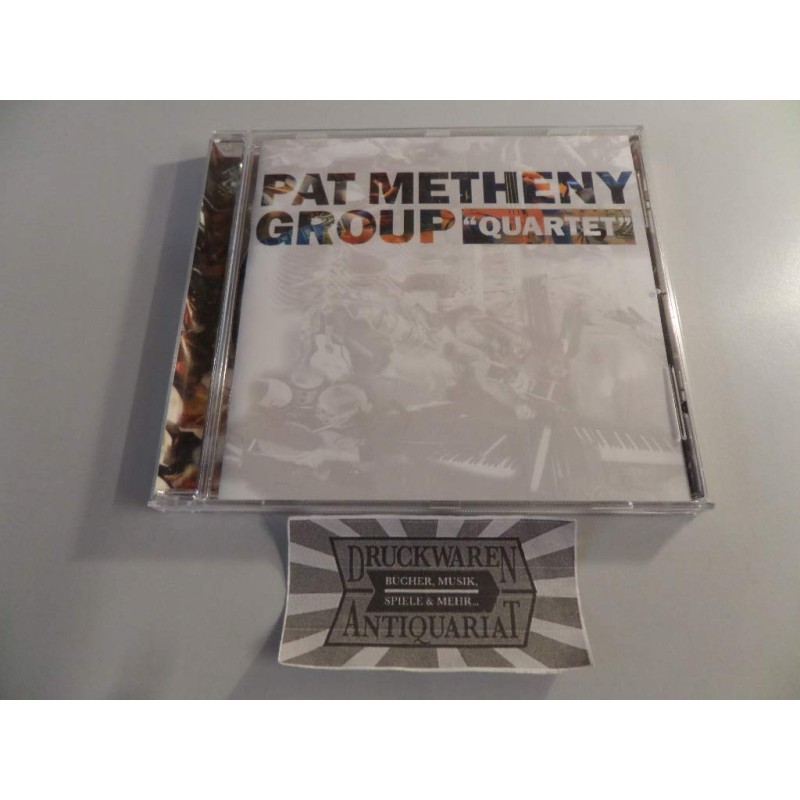 PAT METHENY
GROUP "QUARTET"
DRUCKWAREN
BÜCHER, MUSIK,
SPIELE & MEHR...
ANTIQUARIAT